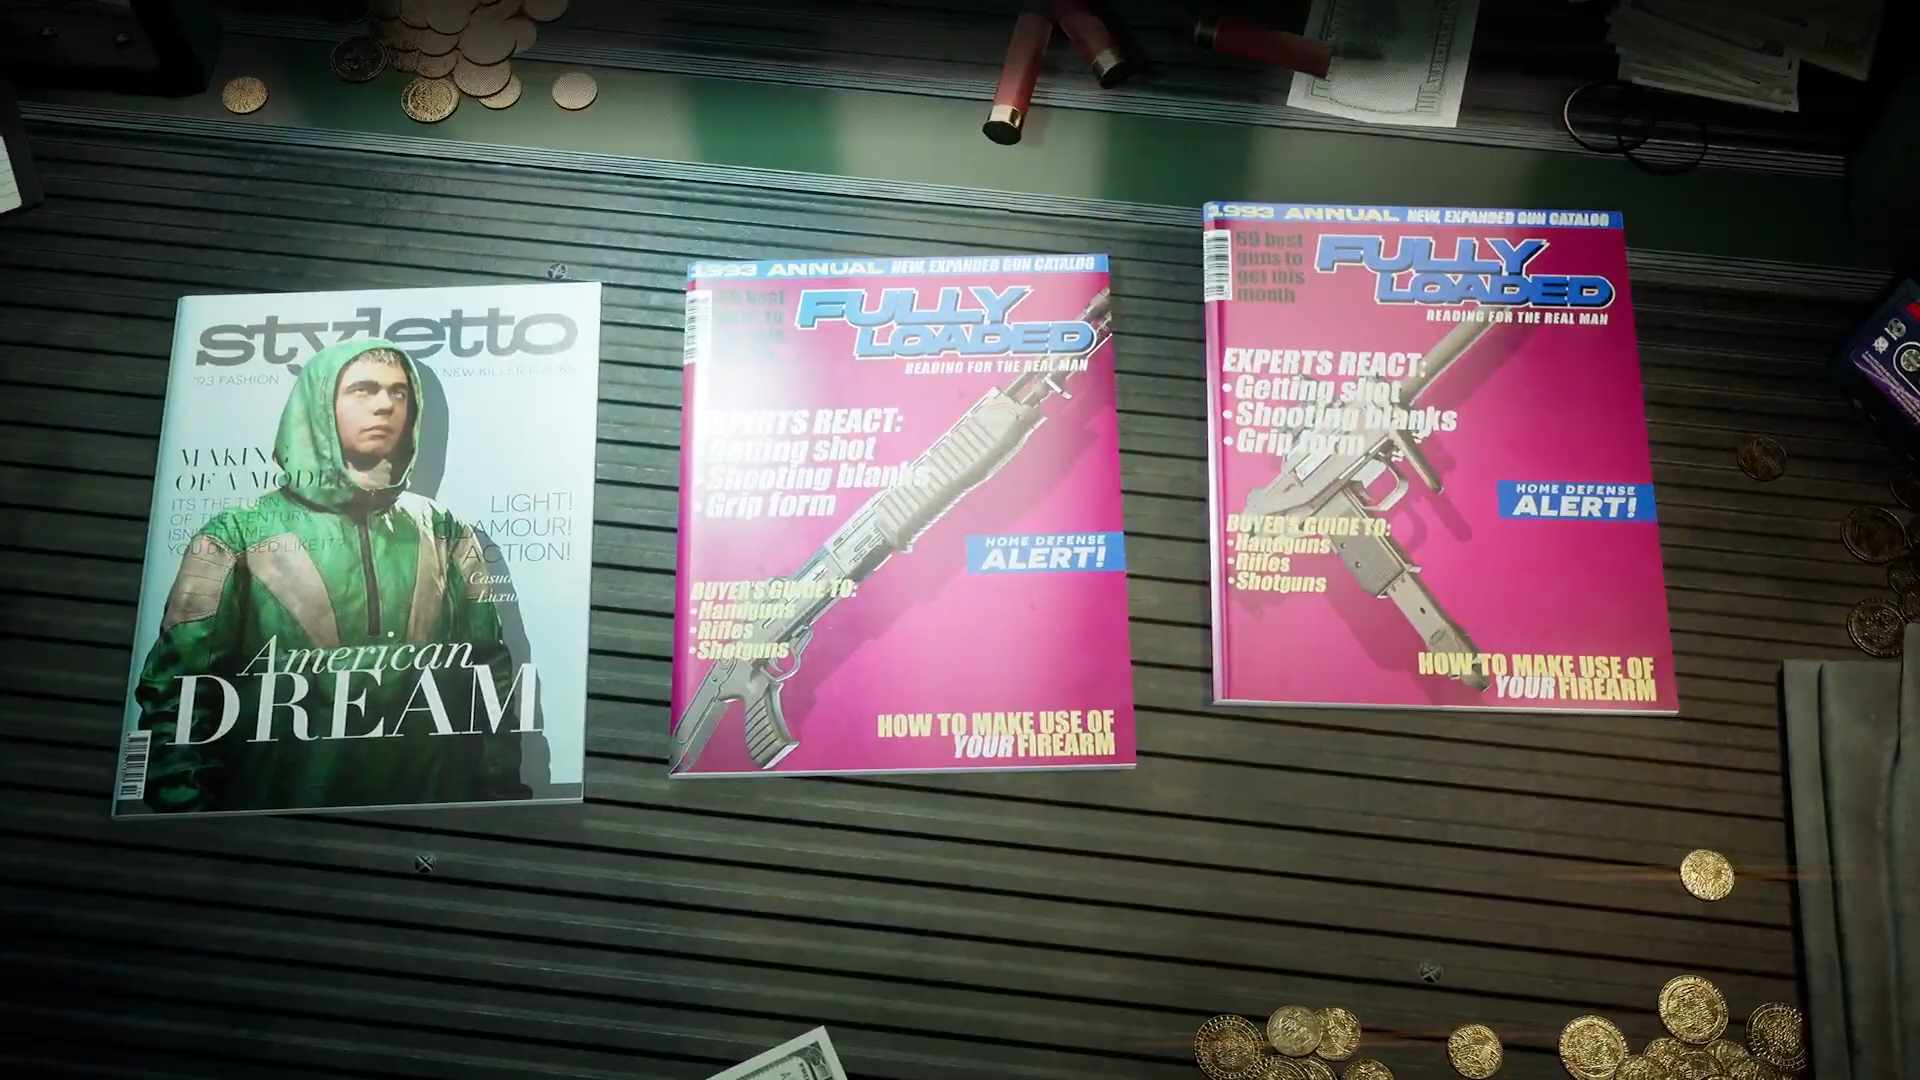 styletto
'93 FASHION
NEW KILLER LOOKS
MAKING
OF A MODEL
IT'S THE TURN
OF THE CENTURY
LIGHT!
GLAMOUR!
ACTION!
American
DREAM
1993 ANNUAL NEW, EXPANDED GUN CATALOG
FULLY
LOADED
READING FOR THE REAL MAN
EXPERTS REACT:
• Getting shot
• Shooting blanks
• Grip form
HOME DEFENSE
ALERT!
BUYER'S GUIDE TO:
• Handguns
• Rifles
• Shotguns
HOW TO MAKE USE OF
YOUR FIREARM
1993 ANNUAL NEW, EXPANDED GUN CATALOG
69 best
guns to
get this
month
FULLY
LOADED
READING FOR THE REAL MAN
EXPERTS REACT:
• Getting shot
• Shooting blanks
• Grip form
HOME DEFENSE
ALERT!
BUYER'S GUIDE TO:
• Handguns
• Rifles
• Shotguns
HOW TO MAKE USE OF
YOUR FIREARM